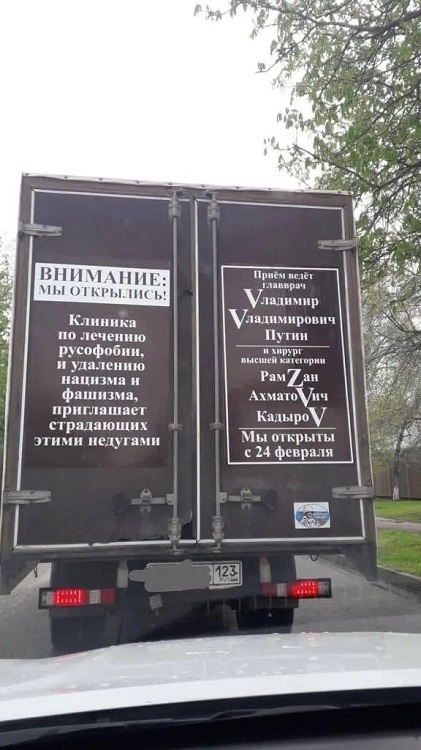 ВНИМАНИЕ:
МЫ ОТКРЫЛИСЬ!
Клиника
по лечению
русофобии,
и удалению
нацизма и
фашизма,
приглашает
страдающих
этими недугами
Приём ведёт
главврач
Vладимир
Vладимирович
Путин
и хирург
высшей категории
РамZан
АхматоVич
КадыроV
Мы открыты
с 24 февраля
123